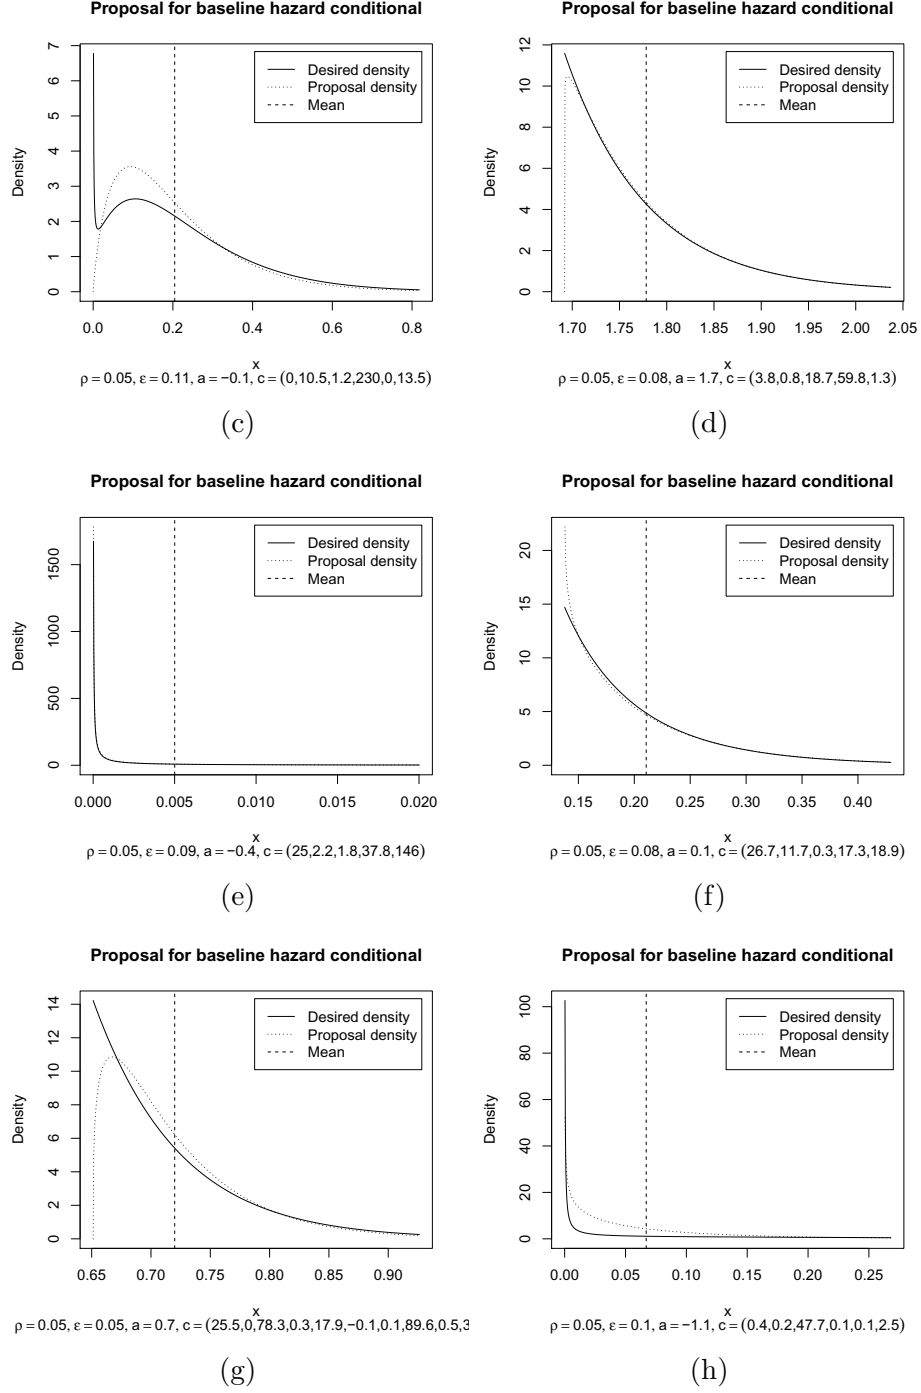 Proposal for baseline hazard conditional
Desired density
Proposal density
Mean
Density
0 1 2 3 4 5 6 7
0.0 0.2 0.4 0.6 0.8
x
ρ = 0.05, ε = 0.11, a = −0.1, c = (0,10.5,1.2,230,0,13.5)
(c)
Proposal for baseline hazard conditional
Desired density
Proposal density
Mean
Density
0 2 4 6 8 10 12
1.70 1.75 1.80 1.85 1.90 1.95 2.00 2.05
x
ρ = 0.05, ε = 0.08, a = 1.7, c = (3.8,0.8,18.7,59.8,1.3)
(d)
Proposal for baseline hazard conditional
Desired density
Proposal density
Mean
Density
0 500 1000 1500
0.000 0.005 0.010 0.015 0.020
x
ρ = 0.05, ε = 0.09, a = −0.4, c = (25,2.2,1.8,37.8,146)
(e)
Proposal for baseline hazard conditional
Desired density
Proposal density
Mean
Density
0 5 10 15 20
0.15 0.20 0.25 0.30 0.35 0.40
x
ρ = 0.05, ε = 0.08, a = 0.1, c = (26.7,11.7,0.3,17.3,18.9)
(f)
Proposal for baseline hazard conditional
Desired density
Proposal density
Mean
Density
0 2 4 6 8 10 12 14
0.65 0.70 0.75 0.80 0.85 0.90
x
ρ = 0.05, ε = 0.05, a = 0.7, c = (25.5,0,78.3,0.3,17.9,−0.1,0.1,89.6,0.5,3
(g)
Proposal for baseline hazard conditional
Desired density
Proposal density
Mean
Density
0 20 40 60 80 100
0.00 0.05 0.10 0.15 0.20 0.25
x
ρ = 0.05, ε = 0.1, a = −1.1, c = (0.4,0.2,47.7,0.1,0.1,2.5)
(h)